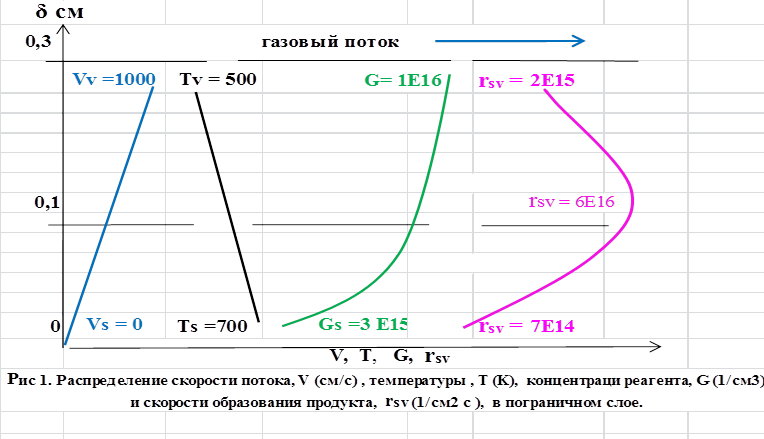 δ см
0,3
газовый поток
Vv =1000 Tv = 500 G= 1E16 rsv = 2E15
0,1
rsv = 6E16
0
Vs = 0 Ts =700 Gs =3 E15 rsv = 7E14
V, T, G, rsv
Рис 1. Распределение скорости потока, V (см/с) , температуры , Т (К), концентраци реагента, G (1/см3)
и скорости образования продукта, rsv (1/см2 с ), в пограничном слое.